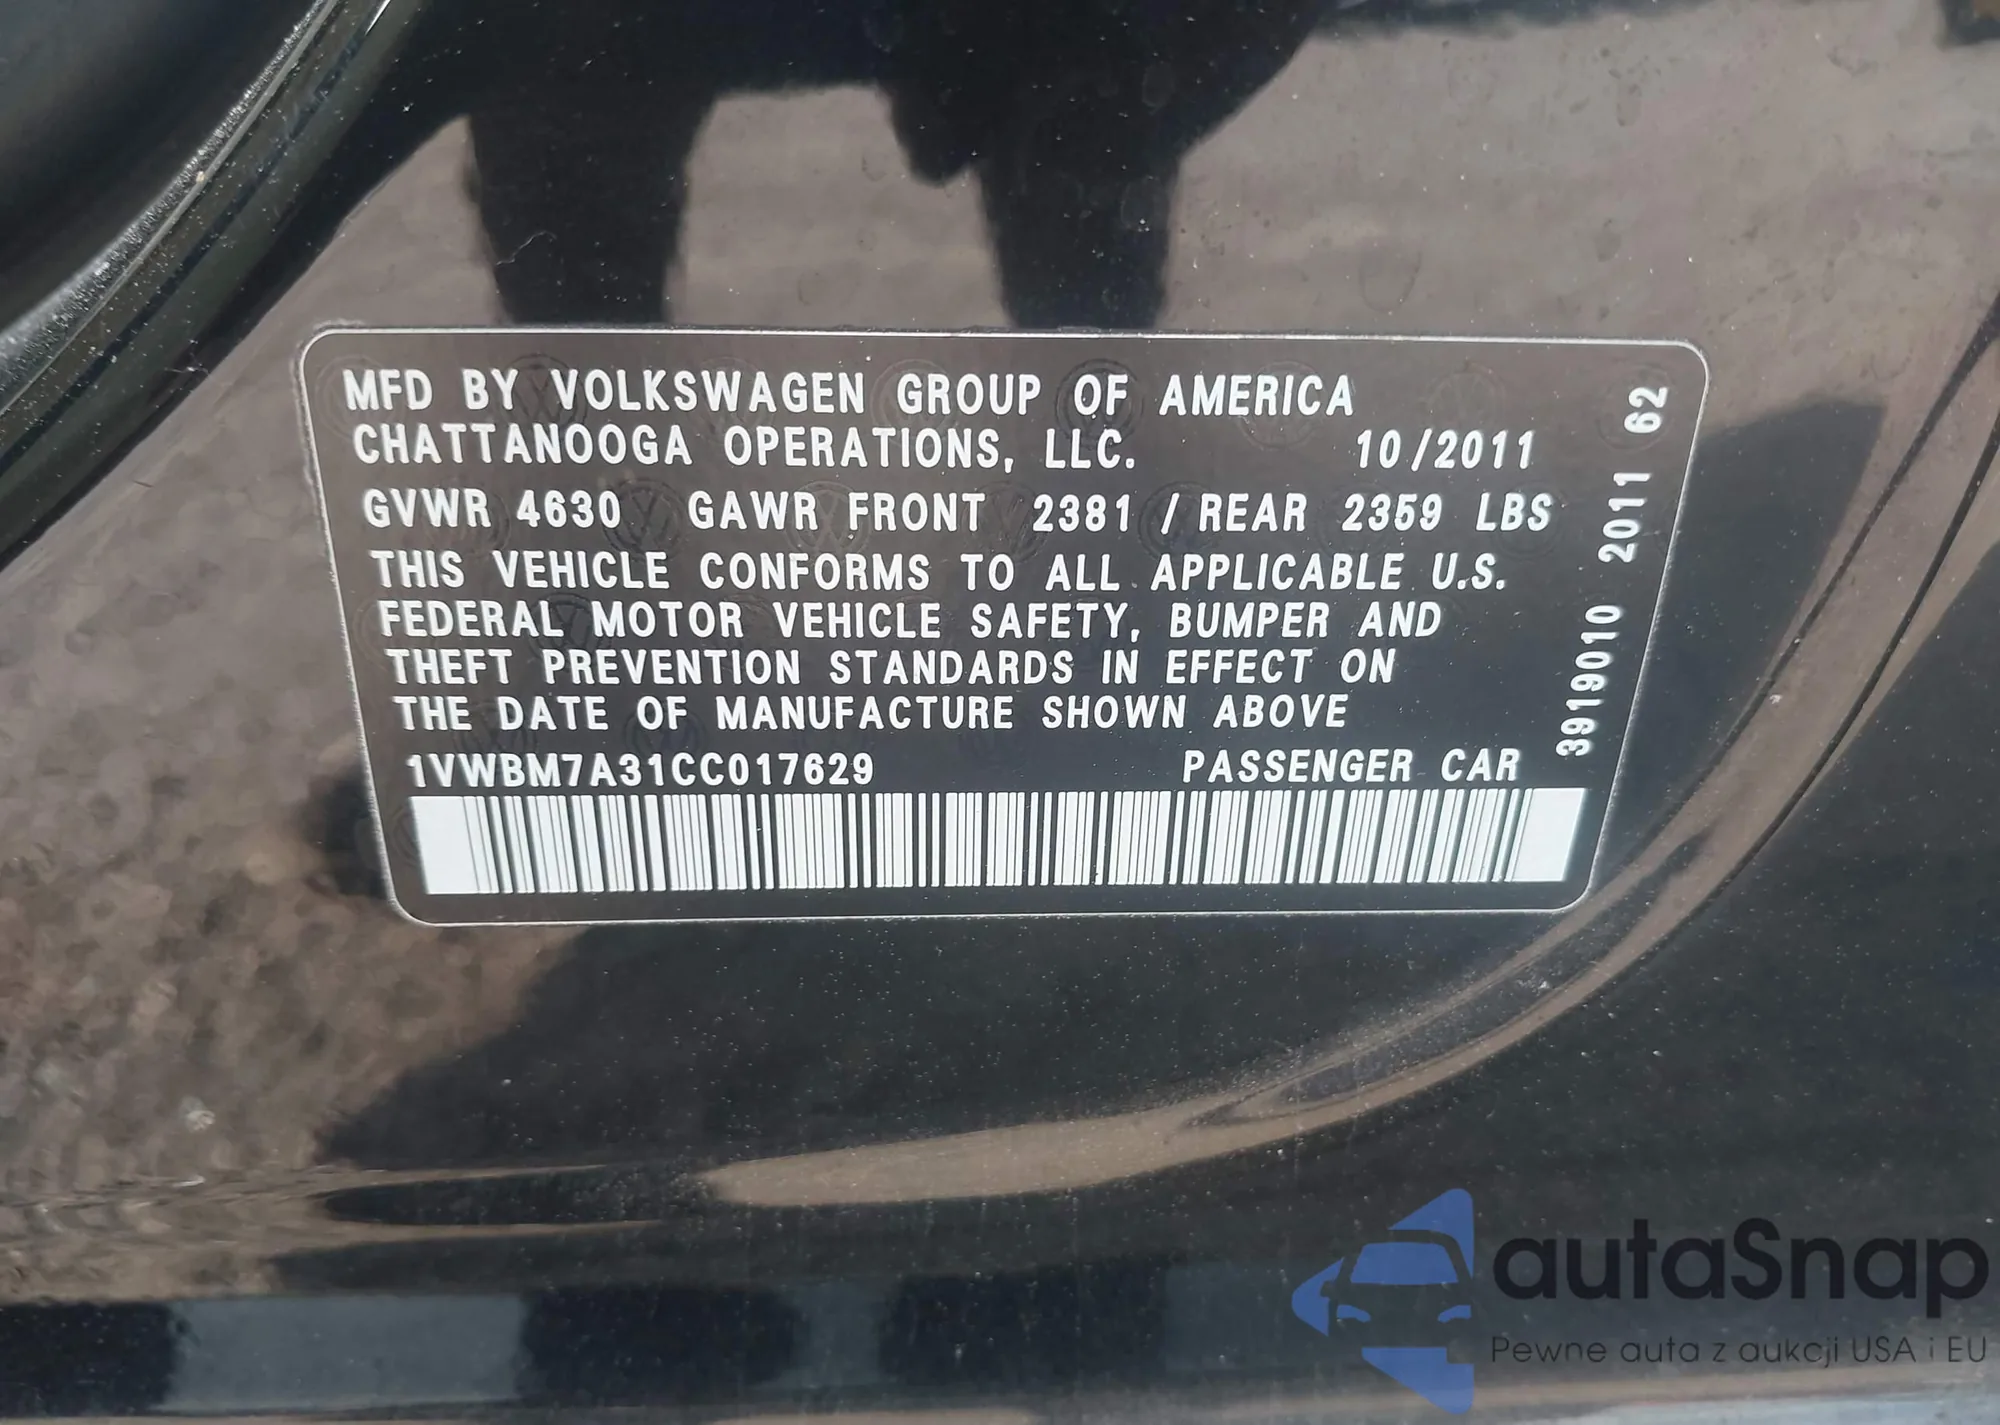 MFD BY VOLKSWAGEN GROUP OF AMERICA
CHATTANOOGA OPERATIONS, LLC. 10/2011
GVWR 4630 GAWR FRONT 2381 / REAR 2359 LBS
THIS VEHICLE CONFORMS TO ALL APPLICABLE U.S.
FEDERAL MOTOR VEHICLE SAFETY, BUMPER AND
THEFT PREVENTION STANDARDS IN EFFECT ON
THE DATE OF MANUFACTURE SHOWN ABOVE
1VWBM7A31CC017629 PASSENGER CAR
3919010 2011 62
autaSnap
Pewne auta z aukcji USA i EU